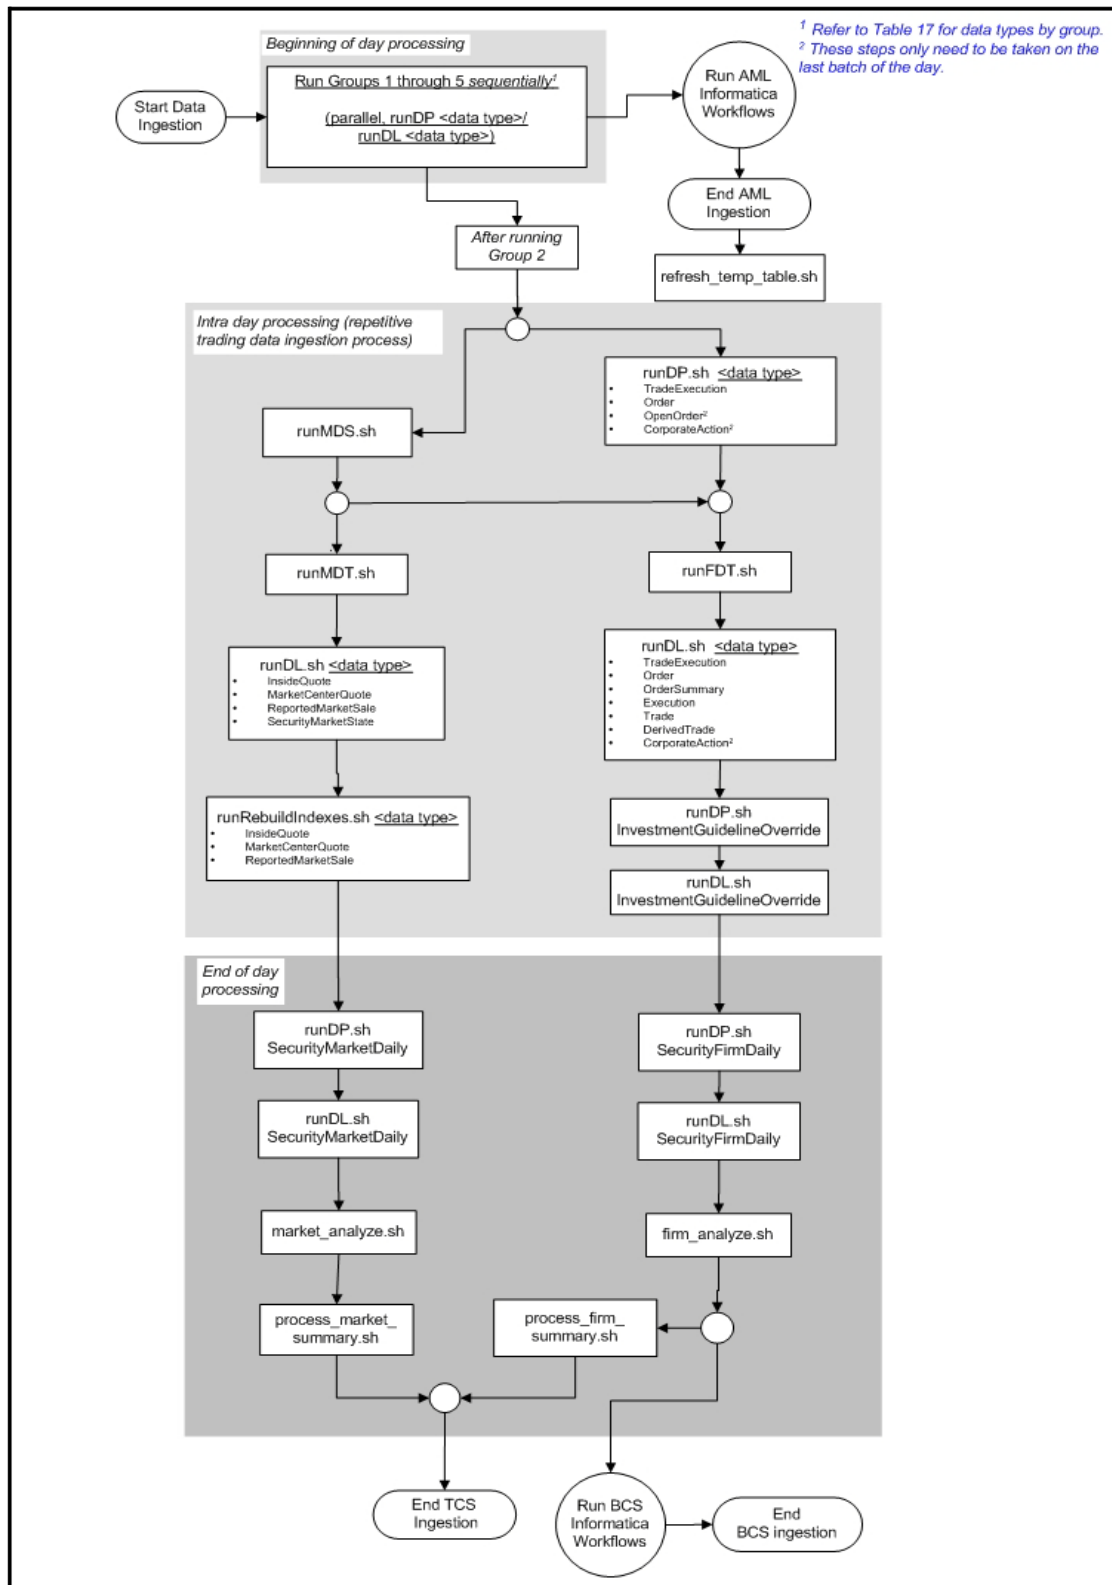 ¹ Refer to Table 17 for data types by group.
² These steps only need to be taken on the
last batch of the day.
Beginning of day processing
Start Data
Ingestion
Run Groups 1 through 5 sequentially¹
(parallel, runDP <data type>/
runDL <data type>)
Run AML
Informatica
Workflows
End AML
Ingestion
refresh_temp_table.sh
After running
Group 2
Intra day processing (repetitive
trading data ingestion process)
runMDS.sh
runDP.sh <data type>
• TradeExecution
• Order
• OpenOrder²
• CorporateAction²
runMDT.sh
runFDT.sh
runDL.sh <data type>
• InsideQuote
• MarketCenterQuote
• ReportedMarketSale
• SecurityMarketState
runDL.sh <data type>
• TradeExecution
• Order
• OrderSummary
• Execution
• Trade
• DerivedTrade
• CorporateAction²
runRebuildIndexes.sh <data type>
• InsideQuote
• MarketCenterQuote
• ReportedMarketSale
runDP.sh
InvestmentGuidelineOverride
runDL.sh
InvestmentGuidelineOverride
End of day
processing
runDP.sh
SecurityMarketDaily
runDP.sh
SecurityFirmDaily
runDL.sh
SecurityMarketDaily
runDL.sh
SecurityFirmDaily
market_analyze.sh
firm_analyze.sh
process_market_
summary.sh
process_firm_
summary.sh
End TCS
Ingestion
Run BCS
Informatica
Workflows
End
BCS ingestion